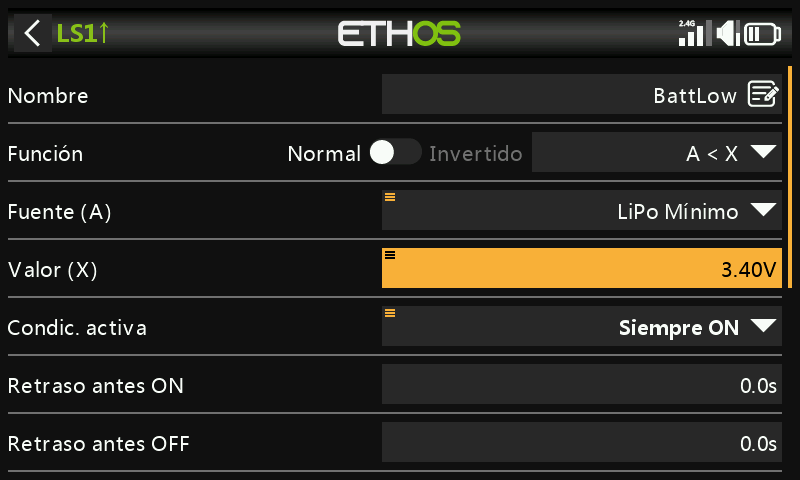 LS1↑ ETHOS 2.4G
Nombre BattLow
Función Normal Invertido A < X
Fuente (A) LiPo Mínimo
Valor (X) 3.40V
Condic. activa Siempre ON
Retraso antes ON 0.0s
Retraso antes OFF 0.0s